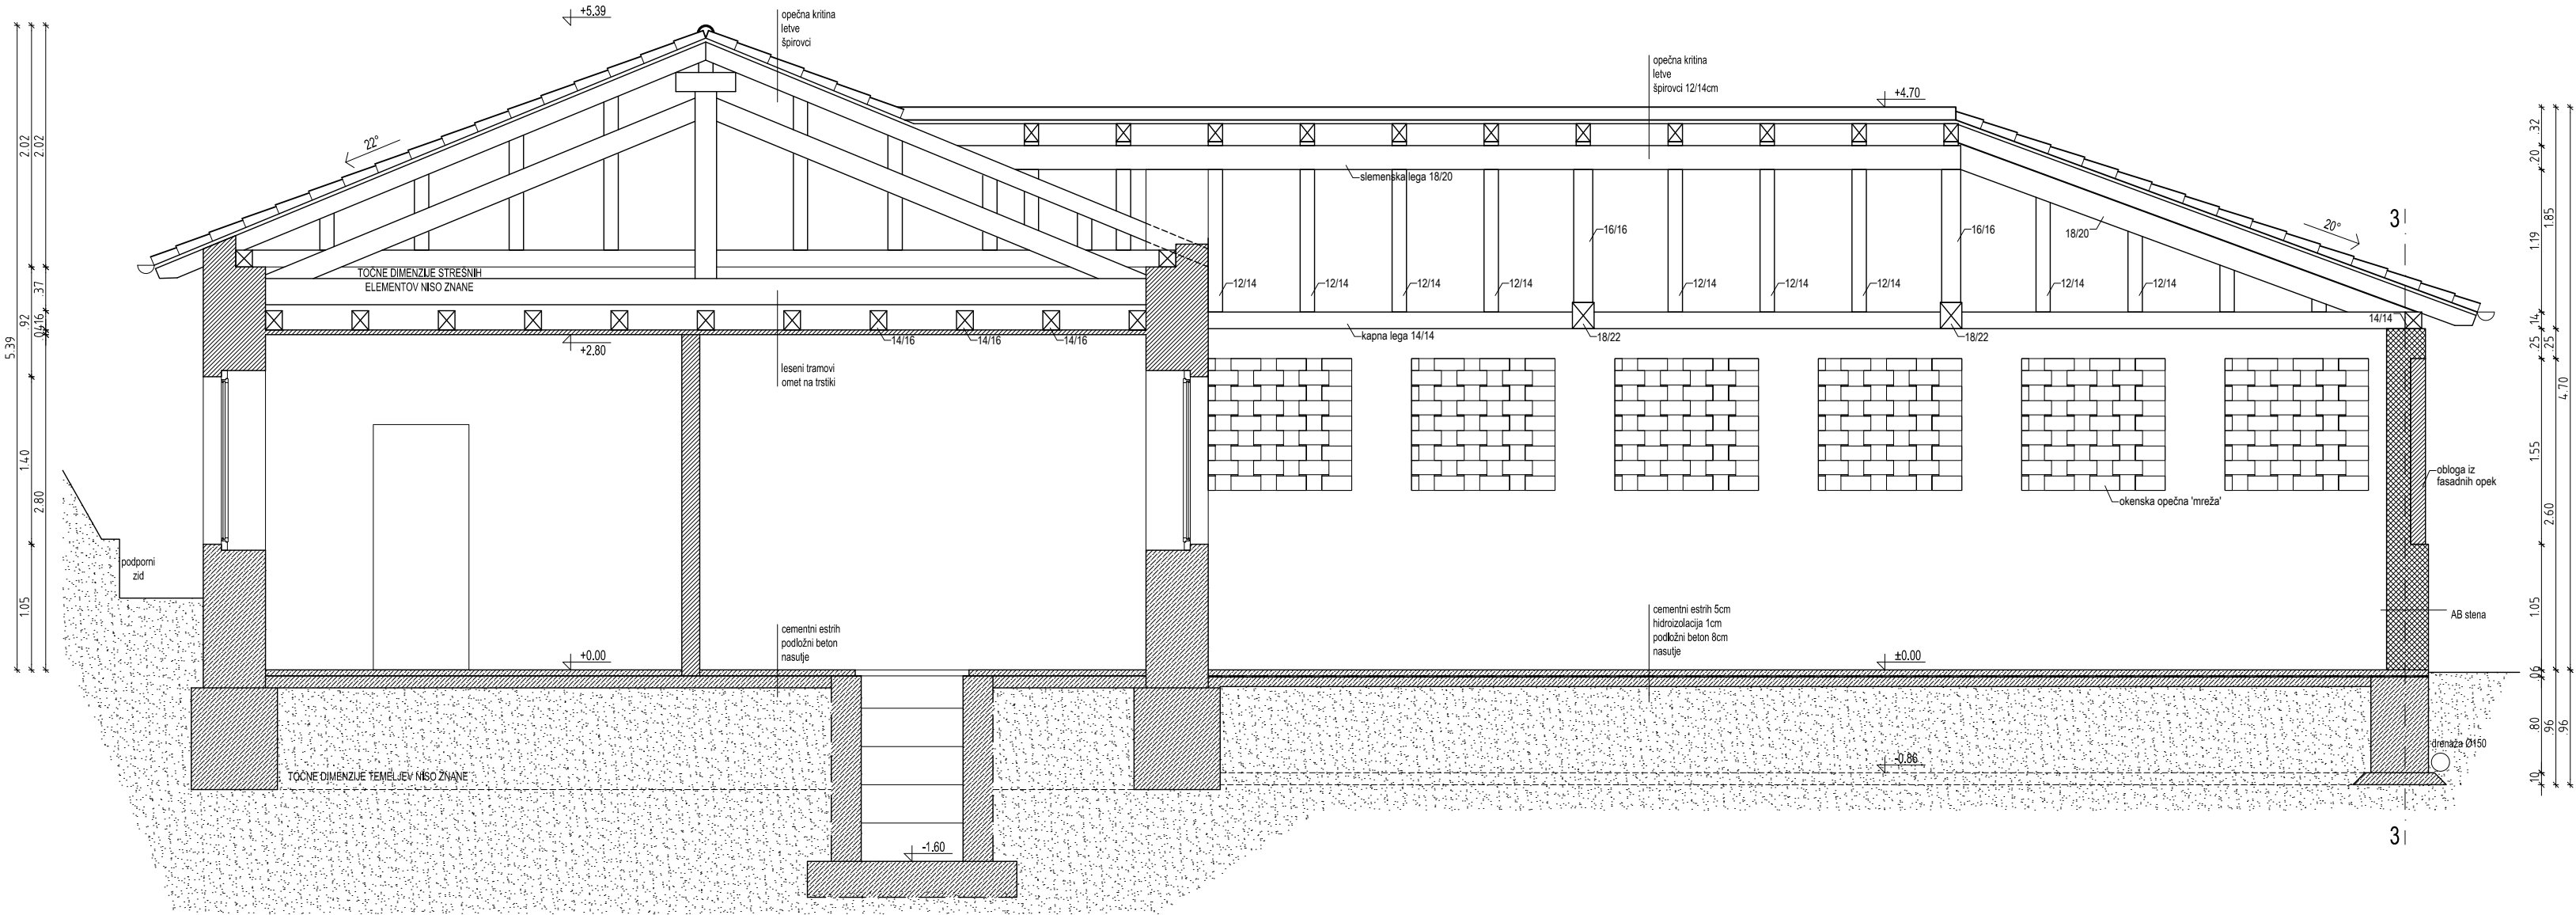 +5.39
opečna kritina
letve
špirovci
opečna kritina
letve
špirovci 12/14cm
+4.70
22°
20°
3
slemenska lega 18/20
16/16
16/16
18/20
TOČNE DIMENZIJE STREŠNIH
ELEMENTOV NISO ZNANE
12/14
12/14
12/14
12/14
12/14
12/14
12/14
12/14
12/14
14/14
14/16
14/16
14/16
kapna lega 14/14
18/22
18/22
+2.80
leseni tramovi
omet na trstiki
obloga iz
fasadnih opek
okenska opečna 'mreža'
podporni
zid
cementni estrih
podložni beton
nasutje
cementni estrih 5cm
hidroizolacija 1cm
podložni beton 8cm
nasutje
AB stena
+0.00
±0.00
drenaža Ø150
-0.86
TOČNE DIMENZIJE TEMELJEV NISO ZNANE
-1.60
3
5.39
2.02
.92
1.40
1.05
2.02
.37
.16
.04
2.80
.32
.20
1.19
.14
.25
1.55
1.05
.06
.80
.10
1.85
.25
2.60
.96
4.70
.96